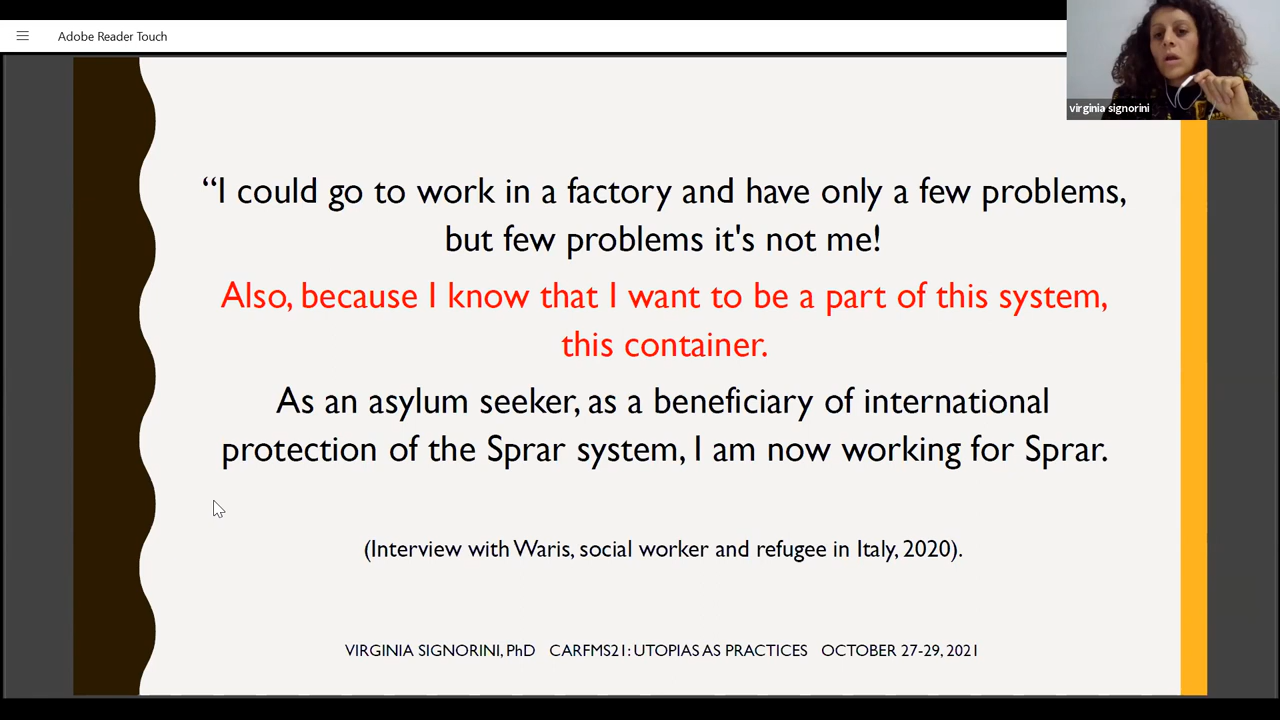 Adobe Reader Touch
virginia signorini
“I could go to work in a factory and have only a few problems,
but few problems it's not me!
Also, because I know that I want to be a part of this system,
this container.
As an asylum seeker, as a beneficiary of international
protection of the Sprar system, I am now working for Sprar.
(Interview with Waris, social worker and refugee in Italy, 2020).
VIRGINIA SIGNORINI, PhD CARFMS21: UTOPIAS AS PRACTICES OCTOBER 27-29, 2021